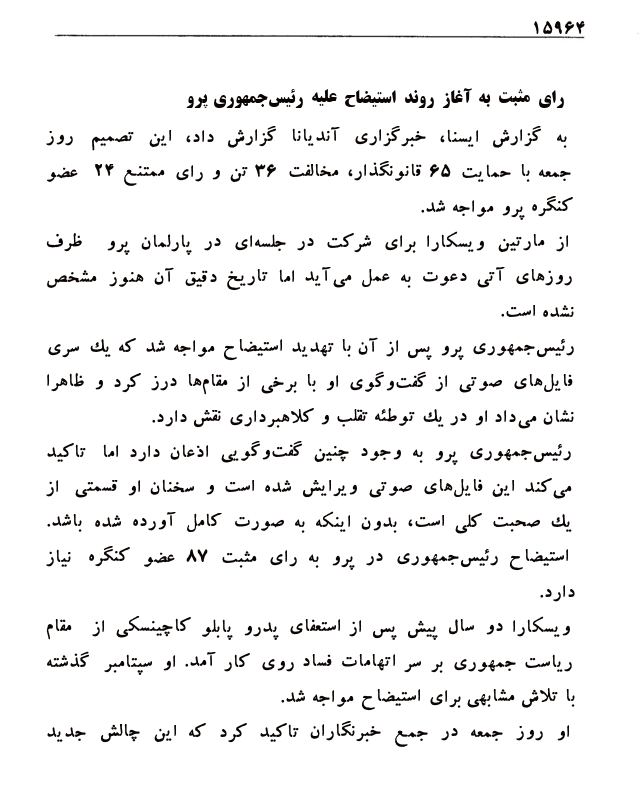 ۱۵۹۶۴
رای مثبت به آغاز روند استیضاح علیه رئیس‌جمهوری پرو
به گزارش ایسنا، خبرگزاری آندیانا گزارش داد، این تصمیم روز
جمعه با حمایت ۶۵ قانونگذار، مخالفت ۳۶ تن و رای ممتنع ۲۴ عضو
کنگره پرو مواجه شد.
از مارتین ویسکارا برای شرکت در جلسه‌ای در پارلمان پرو ظرف
روزهای آتی دعوت به عمل می‌آید اما تاریخ دقیق آن هنوز مشخص
نشده است.
رئیس‌جمهوری پرو پس از آن با تهدید استیضاح مواجه شد که یك سری
فایل‌های صوتی از گفت‌وگوی او با برخی از مقام‌ها درز کرد و ظاهرا
نشان می‌داد او در یك توطئه تقلب و کلاهبرداری نقش دارد.
رئیس‌جمهوری پرو به وجود چنین گفت‌وگویی اذعان دارد اما تاکید
می‌کند این فایل‌های صوتی ویرایش شده است و سخنان او قسمتی از
یك صحبت کلی است، بدون اینکه به صورت کامل آورده شده باشد.
استیضاح رئیس‌جمهوری در پرو به رای مثبت ۸۷ عضو کنگره نیاز
دارد.
ویسکارا دو سال پیش پس از استعفای پدرو پابلو کاچینسکی از مقام
ریاست جمهوری بر سر اتهامات فساد روی کار آمد. او سپتامبر گذشته
با تلاش مشابهی برای استیضاح مواجه شد.
او روز جمعه در جمع خبرنگاران تاکید کرد که این چالش جدید